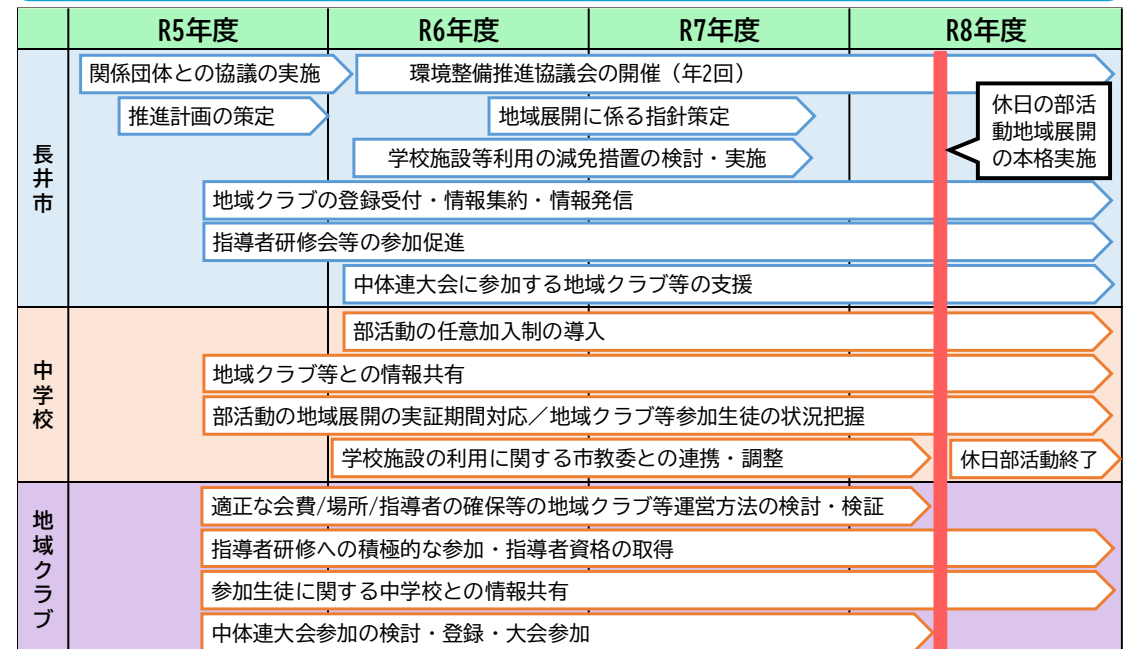 R5年度 R6年度 R7年度 R8年度
長井市
関係団体との協議の実施
環境整備推進協議会の開催（年2回）
推進計画の策定
地域展開に係る指針策定
休日の部活
動地域展開
の本格実施
学校施設等利用の減免措置の検討・実施
地域クラブの登録受付・情報集約・情報発信
指導者研修会等の参加促進
中体連大会に参加する地域クラブ等の支援
中学校
部活動の任意加入制の導入
地域クラブ等との情報共有
部活動の地域展開の実証期間対応／地域クラブ等参加生徒の状況把握
学校施設の利用に関する市教委との連携・調整
休日部活動終了
地域クラブ
適正な会費/場所/指導者の確保等の地域クラブ等運営方法の検討・検証
指導者研修への積極的な参加・指導者資格の取得
参加生徒に関する中学校との情報共有
中体連大会参加の検討・登録・大会参加